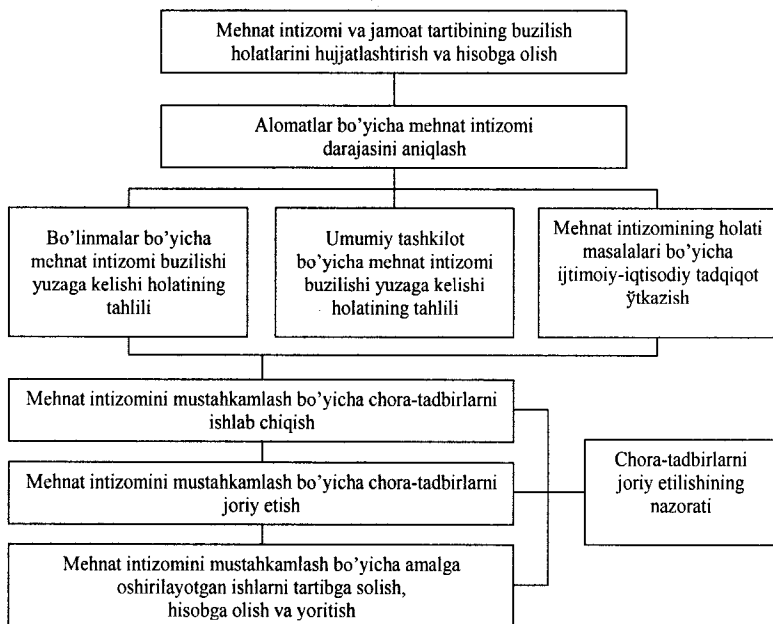 Mehnat intizomi va jamoat tartibining buzilish
holatlarini hujjatlashtirish va hisobga olish
Alomatlar bo'yicha mehnat intizomi
darajasini aniqlash
Bo'linmalar bo'yicha
mehnat intizomi buzilishi
yuzaga kelishi holatining
tahlili
Umumiy tashkilot
bo'yicha mehnat intizomi
buzilishi yuzaga kelishi
holatining tahlili
Mehnat intizomining holati
masalalari bo'yicha
ijtimoiy-iqtisodiy tadqiqot
ўtkazish
Mehnat intizomini mustahkamlash bo'yicha chora-tadbirlarni
ishlab chiqish
Mehnat intizomini mustahkamlash bo'yicha chora-tadbirlarni
joriy etish
Mehnat intizomini mustahkamlash bo'yicha amalga
oshirilayotgan ishlarni tartibga solish,
hisobga olish va yoritish
Chora-tadbirlarni
joriy etilishining
nazorati